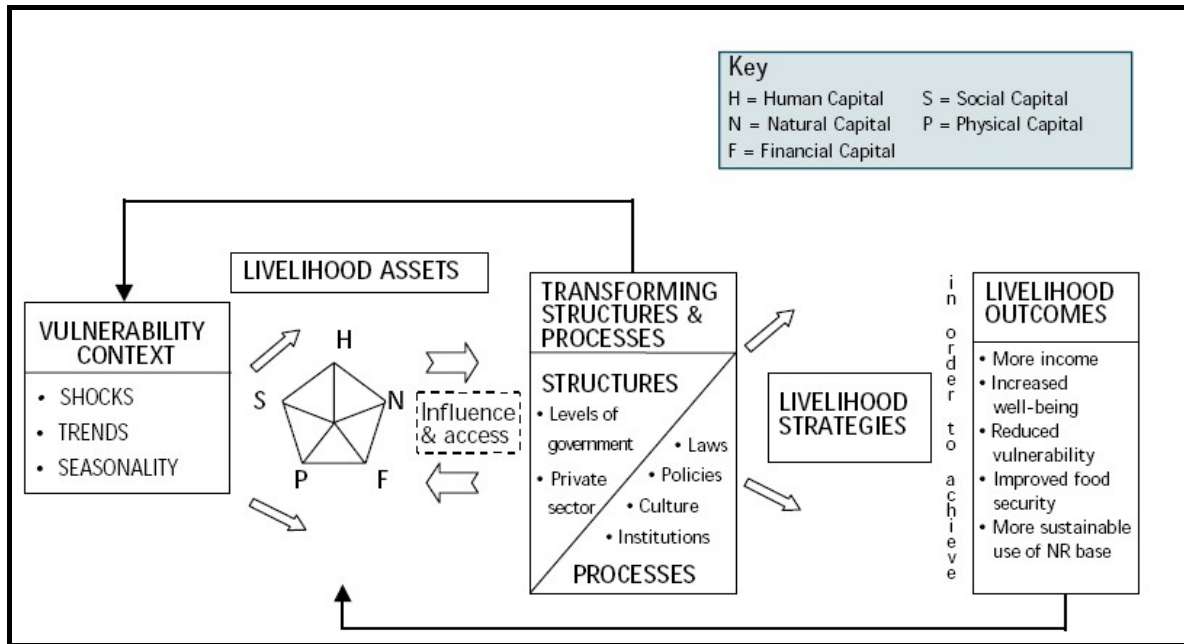 Key
H = Human Capital
S = Social Capital
N = Natural Capital
P = Physical Capital
F = Financial Capital
LIVELIHOOD ASSETS
VULNERABILITY
CONTEXT
• SHOCKS
• TRENDS
• SEASONALITY
H
S
N
P
F
Influence
& access
TRANSFORMING
STRUCTURES &
PROCESSES
STRUCTURES
• Levels of
government
• Private
sector
• Laws
• Policies
• Culture
• Institutions
PROCESSES
LIVELIHOOD
STRATEGIES
in order to achieve
LIVELIHOOD
OUTCOMES
• More income
• Increased
well-being
• Reduced
vulnerability
• Improved food
security
• More sustainable
use of NR base